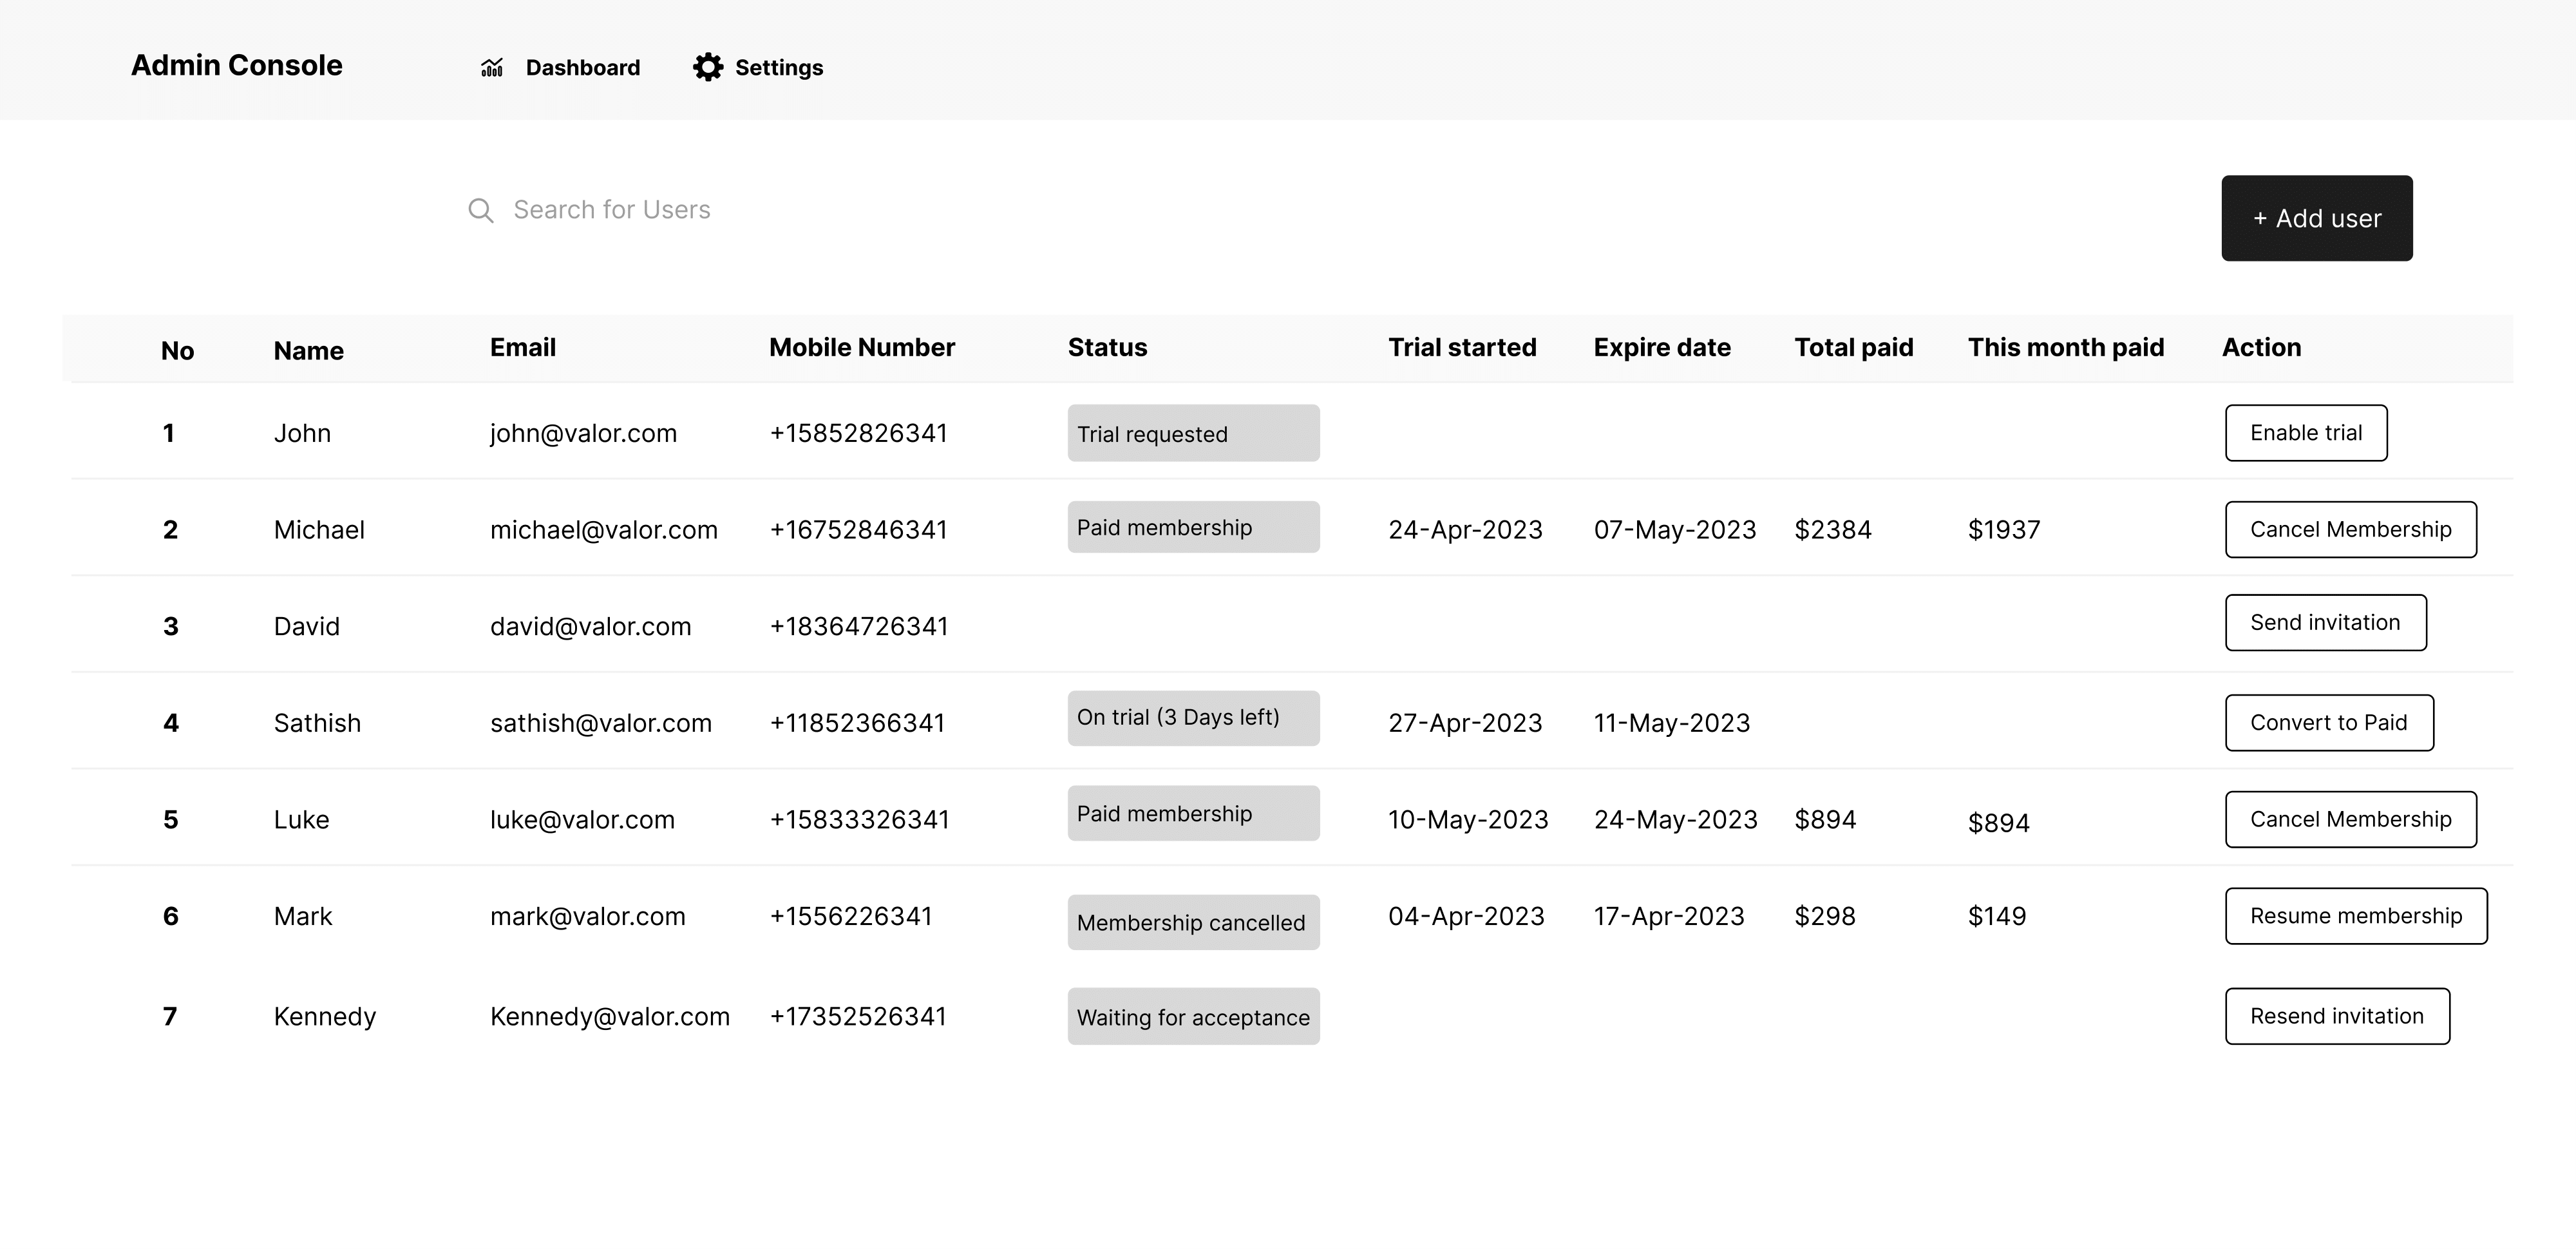 Admin Console Dashboard Settings
Search for Users + Add user
No Name Email Mobile Number Status Trial started Expire date Total paid This month paid Action
1 John john@valor.com +15852826341 Trial requested Enable trial
2 Michael michael@valor.com +16752846341 Paid membership 24-Apr-2023 07-May-2023 $2384 $1937 Cancel Membership
3 David david@valor.com +18364726341 Send invitation
4 Sathish sathish@valor.com +11852366341 On trial (3 Days left) 27-Apr-2023 11-May-2023 Convert to Paid
5 Luke luke@valor.com +15833326341 Paid membership 10-May-2023 24-May-2023 $894 $894 Cancel Membership
6 Mark mark@valor.com +1556226341 Membership cancelled 04-Apr-2023 17-Apr-2023 $298 $149 Resume membership
7 Kennedy Kennedy@valor.com +17352526341 Waiting for acceptance Resend invitation